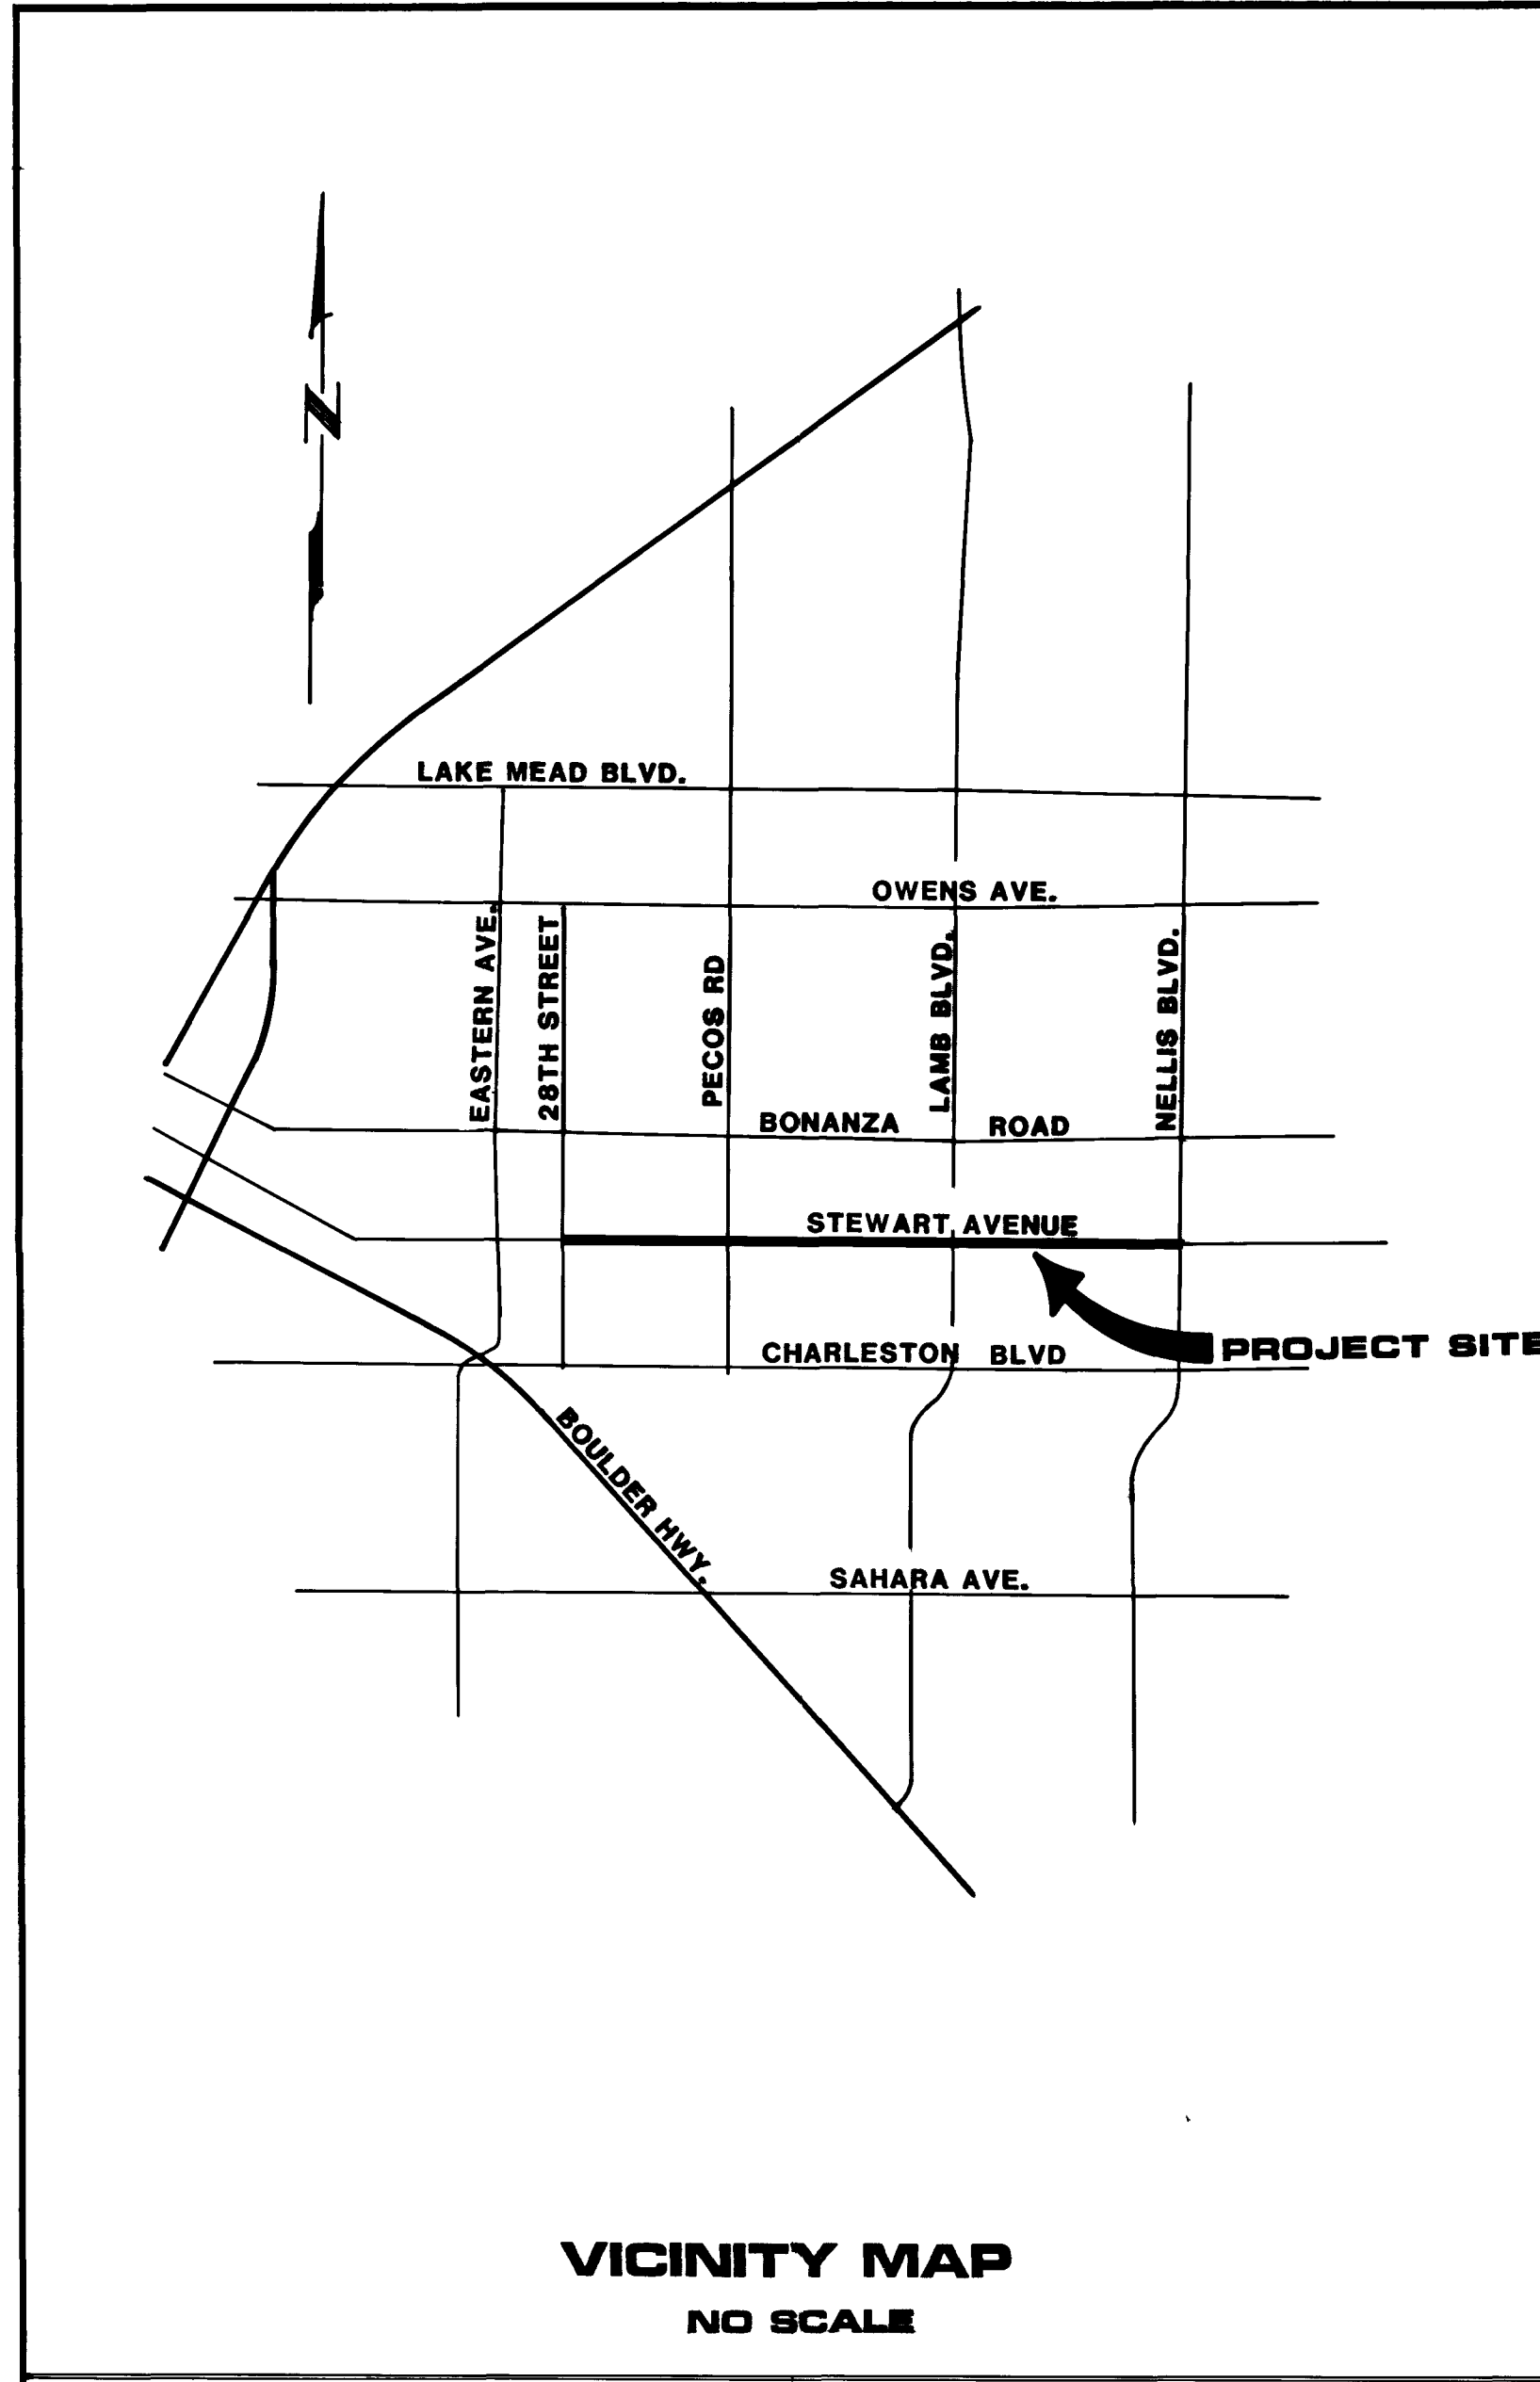 N
LAKE MEAD BLVD.
OWENS AVE.
EASTERN AVE.
28TH STREET
PECOS RD
LAMB BLVD.
NELLIS BLVD.
BONANZA ROAD
STEWART AVENUE
PROJECT SITE
CHARLESTON BLVD
BOULDER HWY.
SAHARA AVE.
VICINITY MAP
NO SCALE